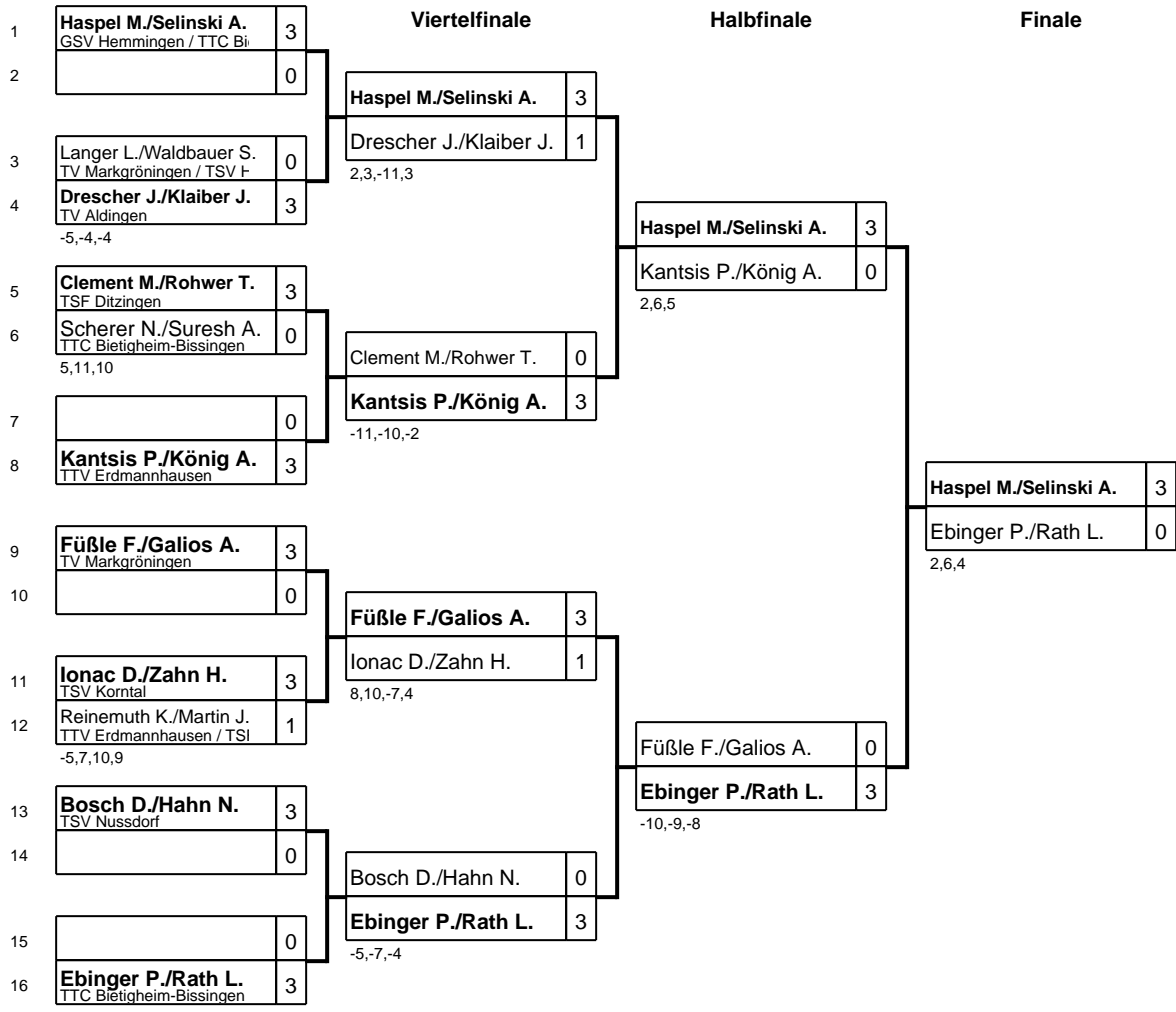 Viertelfinale
Halbfinale
Finale
1
Haspel M./Selinski A.
3
GSV Hemmingen / TTC Bi
2
0
3
Langer L./Waldbauer S.
0
TV Markgröningen / TSV
4
Drescher J./Klaiber J.
3
TV Aldingen
-5,-4,-4
5
Clement M./Rohwer T.
3
TSF Ditzingen
6
Scherer N./Suresh A.
0
TTC Bietigheim-Bissingen
5,11,10
7
0
8
Kantsis P./König A.
3
TTV Erdmannhausen
9
Füßle F./Galios A.
3
TV Markgröningen
10
0
11
Ionac D./Zahn H.
3
TSV Korntal
12
Reinemuth K./Martin J.
1
TTV Erdmannhausen /
-5,7,10,9
13
Bosch D./Hahn N.
3
TSV Nussdorf
14
0
15
0
16
Ebinger P./Rath L.
3
TTC Bietigheim-Bissingen
Haspel M./Selinski A.
3
Drescher J./Klaiber J.
1
2,3,-11,3
Clement M./Rohwer T.
0
Kantsis P./König A.
3
-11,-10,-2
Füßle F./Galios A.
3
Ionac D./Zahn H.
1
8,10,-7,4
Bosch D./Hahn N.
0
Ebinger P./Rath L.
3
-5,-7,-4
Haspel M./Selinski A.
3
Kantsis P./König A.
0
2,6,5
Füßle F./Galios A.
0
Ebinger P./Rath L.
3
-10,-9,-8
Haspel M./Selinski A.
3
Ebinger P./Rath L.
0
2,6,4